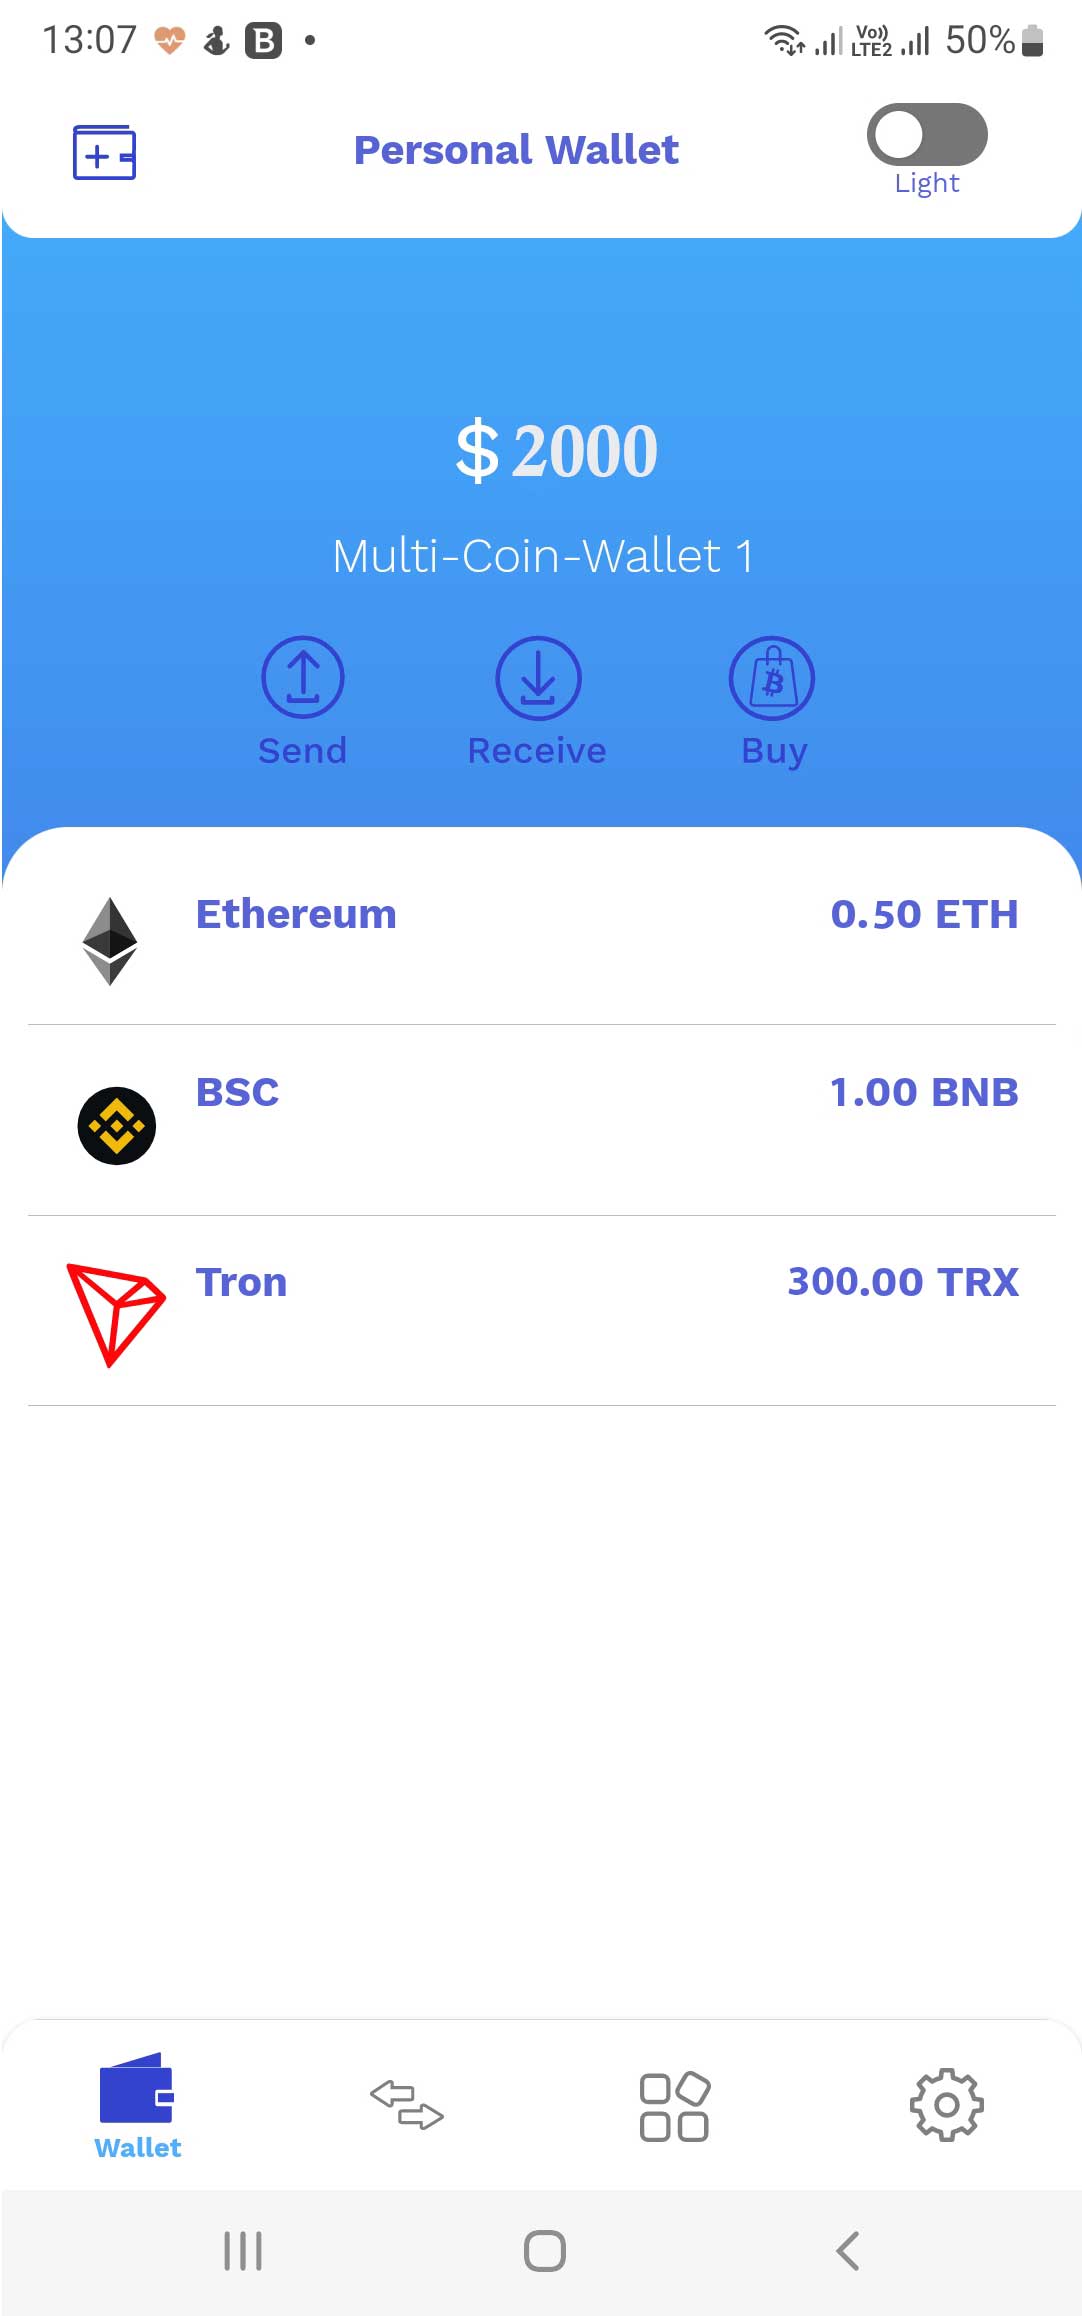 13:07 B • Vo)) LTE2 50%
Personal Wallet
Light
$ 2000
Multi-Coin-Wallet 1
Send Receive Buy
Ethereum 0.50 ETH
BSC 1.00 BNB
Tron 300.00 TRX
Wallet